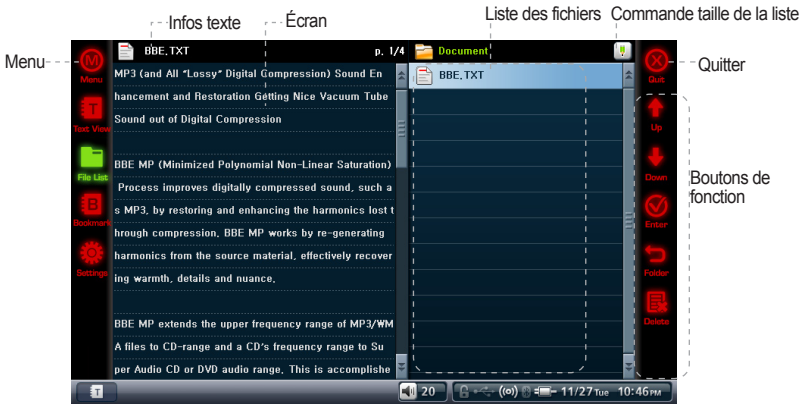 Infos texte
Écran
Liste des fichiers
Commande taille de la liste
Menu
Quitter
Boutons de
fonction
BBE.TXT
p. 1/4
Document
Menu
Text View
File List
Bookmark
Settings
MP3 (and All "Lossy" Digital Compression) Sound En
hancement and Restoration Getting Nice Vacuum Tube
Sound out of Digital Compression
BBE MP (Minimized Polynomial Non-Linear Saturation)
Process improves digitally compressed sound, such a
s MP3, by restoring and enhancing the harmonics lost t
hrough compression. BBE MP works by re-generating
harmonics from the source material, effectively recover
ing warmth, details and nuance.
BBE MP extends the upper frequency range of MP3/₩M
A files to CD-range and a CD's frequency range to Su
per Audio CD or DVD audio range. This is accomplishe
BBE.TXT
Quit
Up
Down
Enter
Folder
Delete
T
20
11/27 Tue 10:46 PM